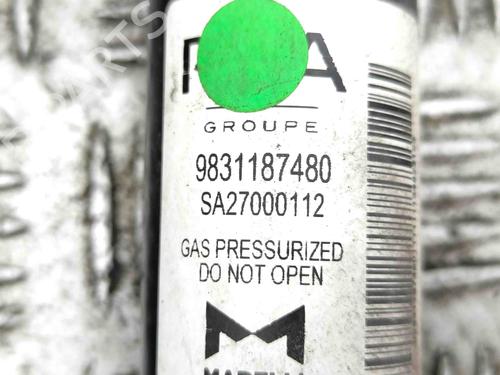 GROUPE
9831187480
SA27000112
GAS PRESSURIZED
DO NOT OPEN